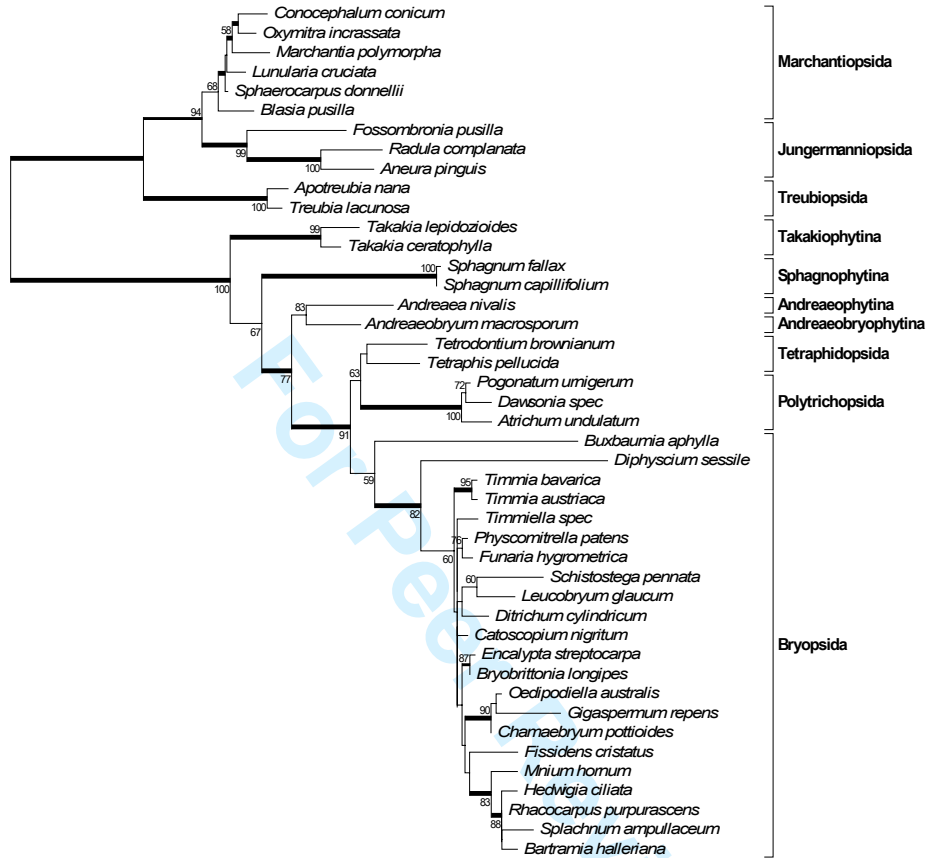 Conocephalum conicum
58
Oxymitra incrassata
Marchantia polymorpha
Marchantiopsida
Lunularia cruciata
68
Sphaerocarpus donnellii
Blasia pusilla
94
Fossombronia pusilla
99
Radula complanata
Jungermanniopsida
100
Aneura pinguis
Apotreubia nana
Treubiopsida
100
Treubia lacunosa
99
Takakia lepidozioides
Takakiophytina
Takakia ceratophylla
100
100
Sphagnum fallax
Sphagnophytina
Sphagnum capillifolium
67
83
Andreaea nivalis
Andreaeophytina
Andreaeobryum macrosporum
Andreaeobryophytina
77
Tetrodontium brownianum
Tetraphidopsida
63
Tetraphis pellucida
72
Pogonatum urnigerum
Dawsonia spec
Polytrichopsida
100
Atrichum undulatum
91
Buxbaumia aphylla
59
Diphyscium sessile
95
Timmia bavarica
Timmia austriaca
82
Timmiella spec
76
Physcomitrella patens
60
Funaria hygrometrica
60
Schistostega pennata
Leucobryum glaucum
Ditrichum cylindricum
Catoscopium nigritum
Bryopsida
87
Encalypta streptocarpa
Bryobrittonia longipes
Oedipodiella australis
90
Gigaspermum repens
Chamaebryum pottioides
Fissidens cristatus
Mnium hornum
83
Hedwigia ciliata
Rhacocarpus purpurascens
88
Splachnum ampullaceum
Bartramia halleriana
For Peer Rev